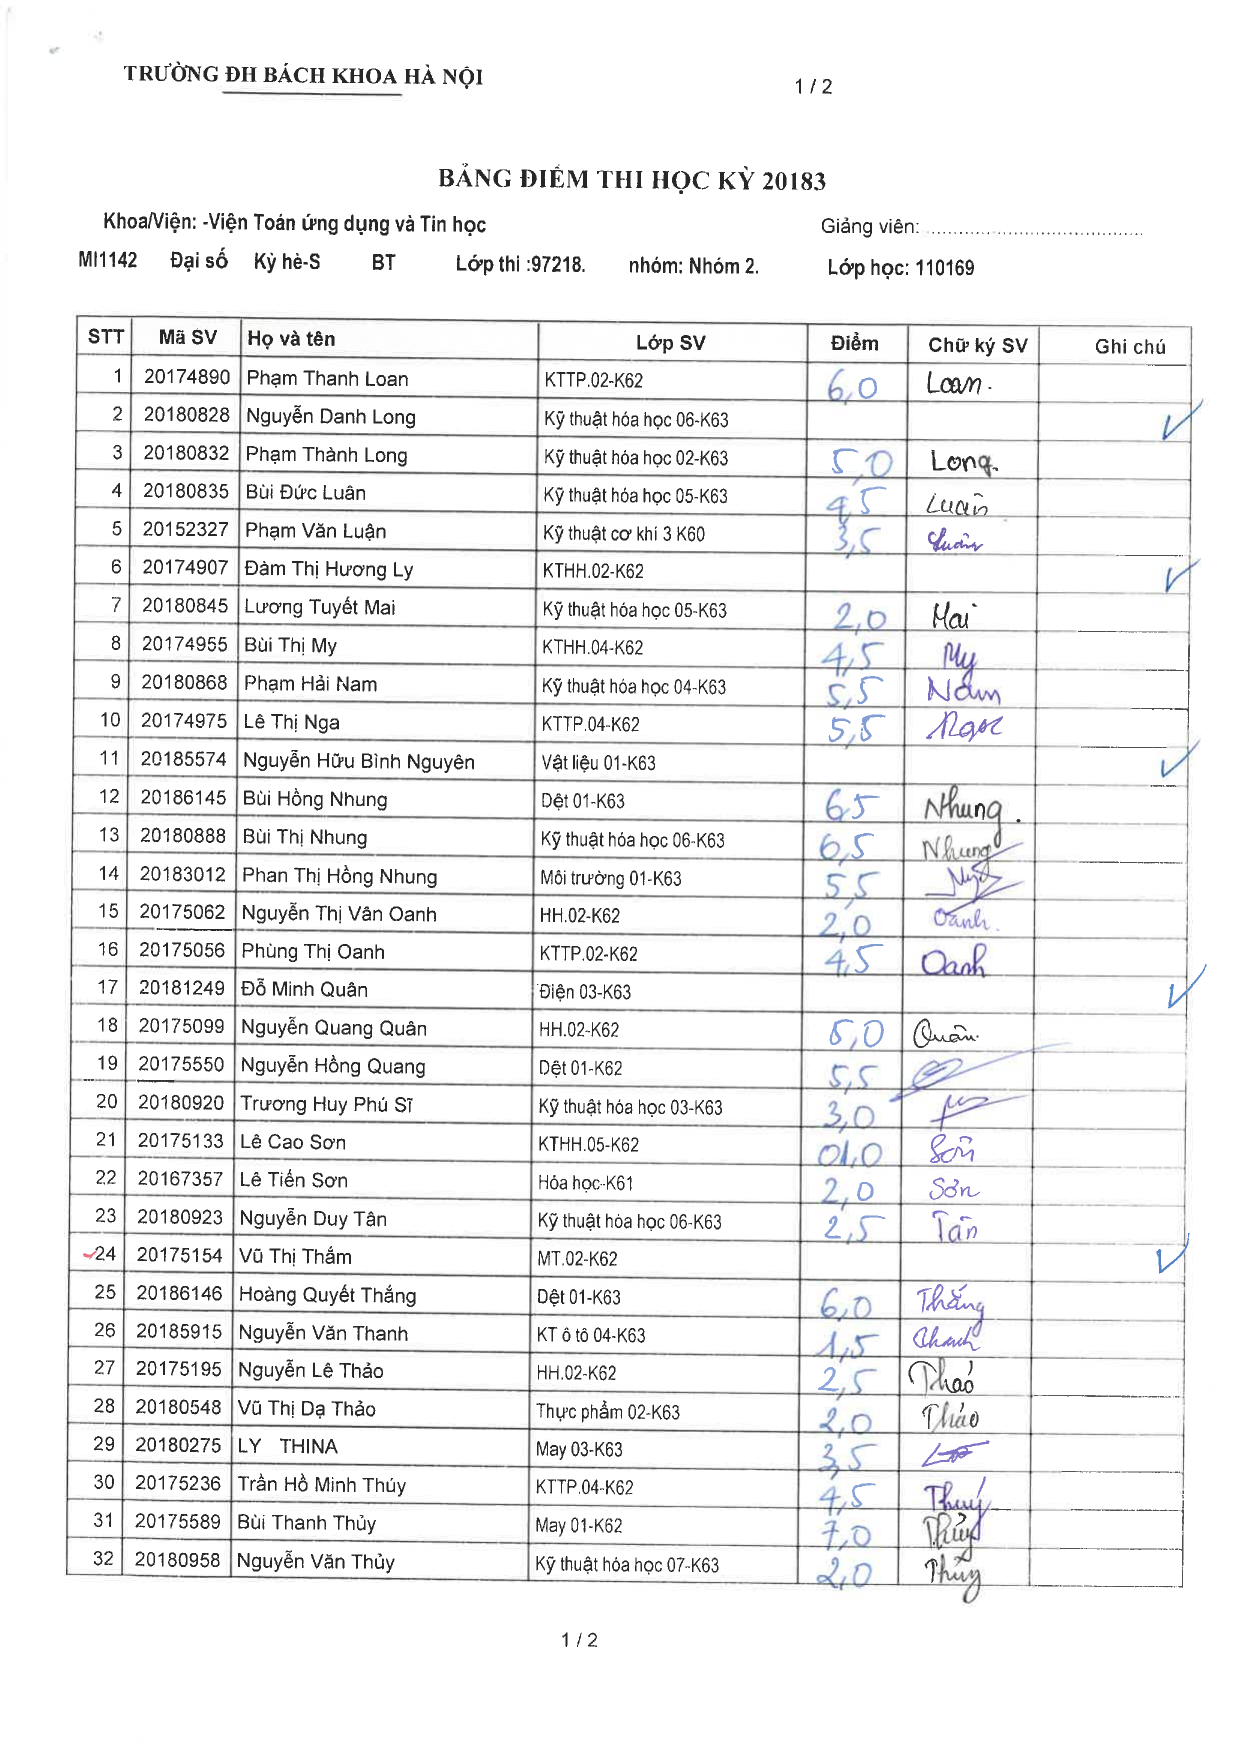 TRƯỜNG ĐH BÁCH KHOA HÀ NỘI
1 / 2
BẢNG ĐIỂM THI HỌC KỲ 20183
Khoa/Viện: -Viện Toán ứng dụng và Tin học Giảng viên: ........................................
MI1142 Đại số Kỳ hè-S BT Lớp thi :97218. nhóm: Nhóm 2. Lớp học: 110169
STT Mã SV Họ và tên Lớp SV Điểm Chữ ký SV Ghi chú
1 20174890 Phạm Thanh Loan KTTP.02-K62 6,0 Loan.
2 20180828 Nguyễn Danh Long Kỹ thuật hóa học 06-K63
3 20180832 Phạm Thành Long Kỹ thuật hóa học 02-K63 5,0 Long.
4 20180835 Bùi Đức Luân Kỹ thuật hóa học 05-K63 4,5 Luân
5 20152327 Phạm Văn Luận Kỹ thuật cơ khí 3 K60 3,5 Luận
6 20174907 Đàm Thị Hương Ly KTHH.02-K62
7 20180845 Lương Tuyết Mai Kỹ thuật hóa học 05-K63 2,0 Mai
8 20174955 Bùi Thị My KTHH.04-K62 4,5 My
9 20180868 Phạm Hải Nam Kỹ thuật hóa học 04-K63 5,5 Nam
10 20174975 Lê Thị Nga KTTP.04-K62 5,5
11 20185574 Nguyễn Hữu Bình Nguyên Vật liệu 01-K63
12 20186145 Bùi Hồng Nhung Dệt 01-K63 6,5 Nhung.
13 20180888 Bùi Thị Nhung Kỹ thuật hóa học 06-K63 6,5 Nhung
14 20183012 Phan Thị Hồng Nhung Môi trường 01-K63 5,5
15 20175062 Nguyễn Thị Vân Oanh HH.02-K62 2,0 Oanh.
16 20175056 Phùng Thị Oanh KTTP.02-K62 4,5 Oanh
17 20181249 Đỗ Minh Quân Điện 03-K63
18 20175099 Nguyễn Quang Quân HH.02-K62 5,0 Quân
19 20175550 Nguyễn Hồng Quang Dệt 01-K62 5,5
20 20180920 Trương Huy Phú Sĩ Kỹ thuật hóa học 03-K63 3,0
21 20175133 Lê Cao Sơn KTHH.05-K62 01,0 Sơn
22 20167357 Lê Tiến Sơn Hóa học-K61 2,0 Sơn
23 20180923 Nguyễn Duy Tân Kỹ thuật hóa học 06-K63 2,5 Tân
24 20175154 Vũ Thị Thắm MT.02-K62
25 20186146 Hoàng Quyết Thắng Dệt 01-K63 6,0 Thắng
26 20185915 Nguyễn Văn Thanh KT ô tô 04-K63 1,5 Thanh
27 20175195 Nguyễn Lê Thảo HH.02-K62 2,5 Thảo
28 20180548 Vũ Thị Dạ Thảo Thực phẩm 02-K63 2,0 Thảo
29 20180275 LY THINA May 03-K63 3,5
30 20175236 Trần Hồ Minh Thúy KTTP.04-K62 4,5 Thuý
31 20175589 Bùi Thanh Thủy May 01-K62 7,0 Thủy
32 20180958 Nguyễn Văn Thủy Kỹ thuật hóa học 07-K63 2,0 Thủy
1 / 2